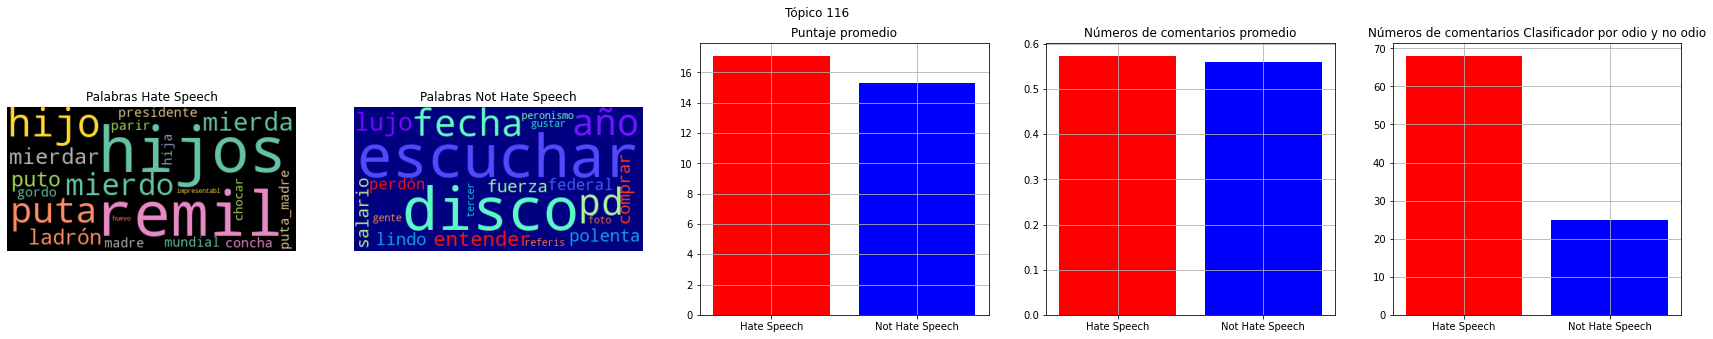 Tópico 116
Palabras Hate Speech
presidente
hijo
parir
mierda
hijos
hija
mierdar
puto
mierdo
gordo
impresentabl
chocar
puta_madre
puta
remil
huevo
ladrón
madre
mundial
concha
Palabras Not Hate Speech
lujo
fecha
peronismo
gustar
año
escuchar
perdón
fuerza
federal
comprar
salario
disco
tercer
pd
gente
foto
lindo
entender
referis
polenta
Puntaje promedio
16
14
12
10
8
6
4
2
0
Hate Speech
Not Hate Speech
Números de comentarios promedio
0.6
0.5
0.4
0.3
0.2
0.1
0.0
Hate Speech
Not Hate Speech
Números de comentarios Clasificador por odio y no odio
70
60
50
40
30
20
10
0
Hate Speech
Not Hate Speech